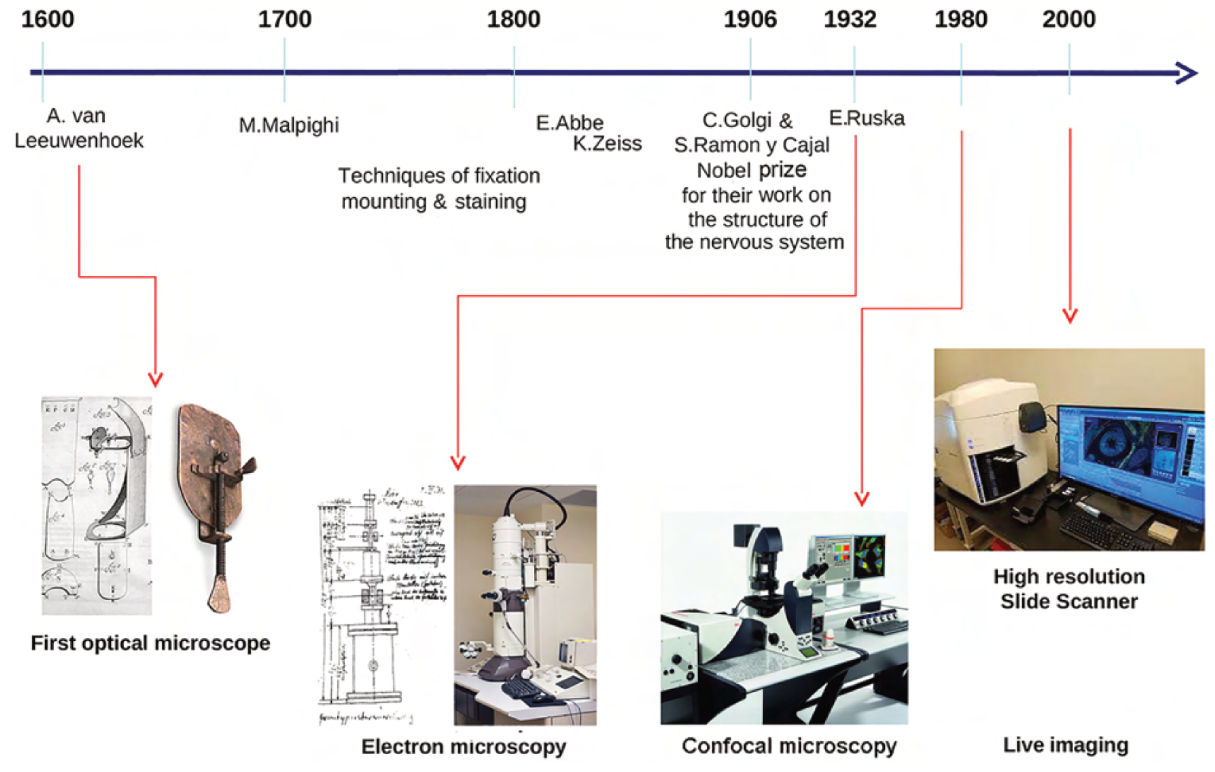 1600 1700 1800 1906 1932 1980 2000
A. van
Leeuwenhoek
M.Malpighi
Techniques of fixation
mounting & staining
E.Abbe
K.Zeiss
C.Golgi &
S.Ramon y Cajal
Nobel prize
for their work on
the structure of
the nervous system
E.Ruska
First optical microscope
Electron microscopy
Confocal microscopy
High resolution
Slide Scanner
Live imaging